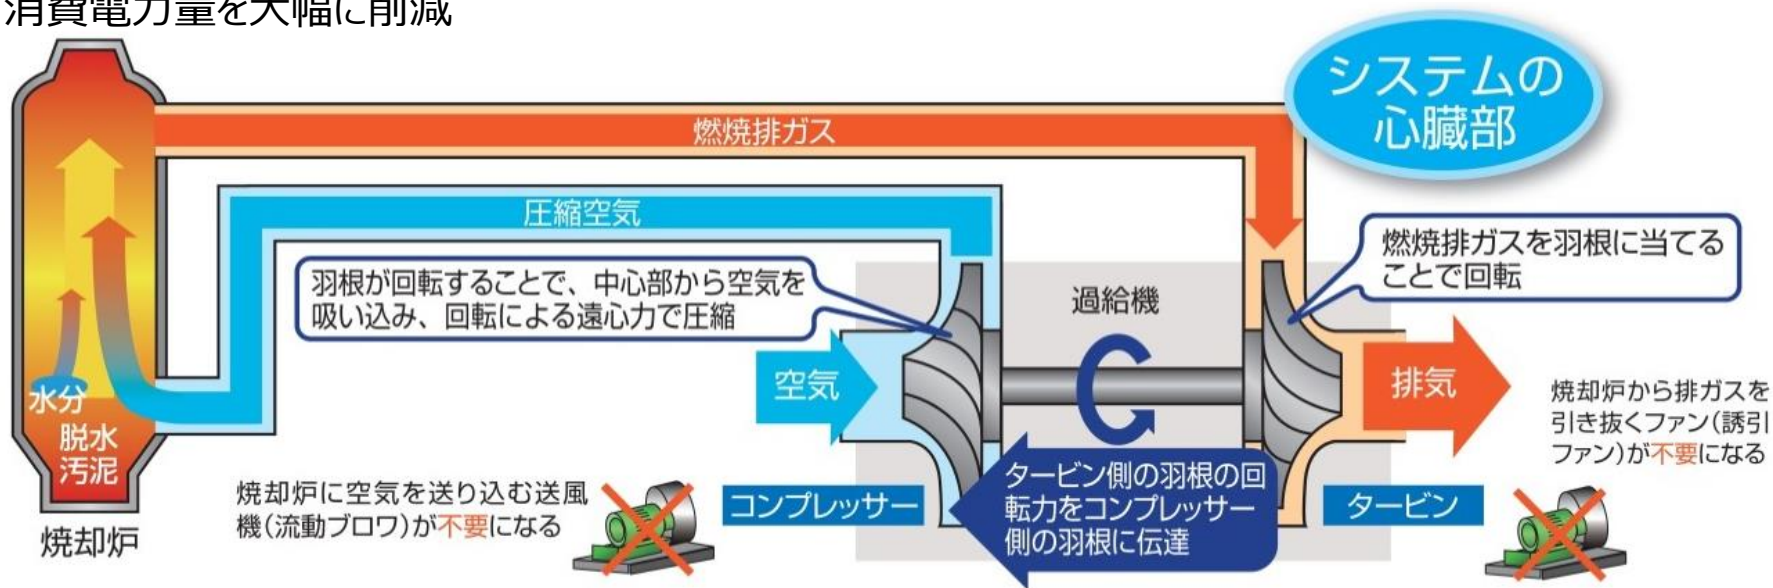 消費電力量を大幅に削減
システムの
心臓部
燃焼排ガス
圧縮空気
燃焼排ガスを羽根に当てる
ことで回転
羽根が回転することで、中心部から空気を
吸い込み、回転による遠心力で圧縮
過給機
空気
排気
水分
脱水
汚泥
焼却炉
焼却炉から排ガスを
引き抜くファン(誘引
ファン)が不要になる
タービン側の羽根の回
転力をコンプレッサー
側の羽根に伝達
焼却炉に空気を送り込む送風
機(流動ブロワ)が不要になる
コンプレッサー
タービン